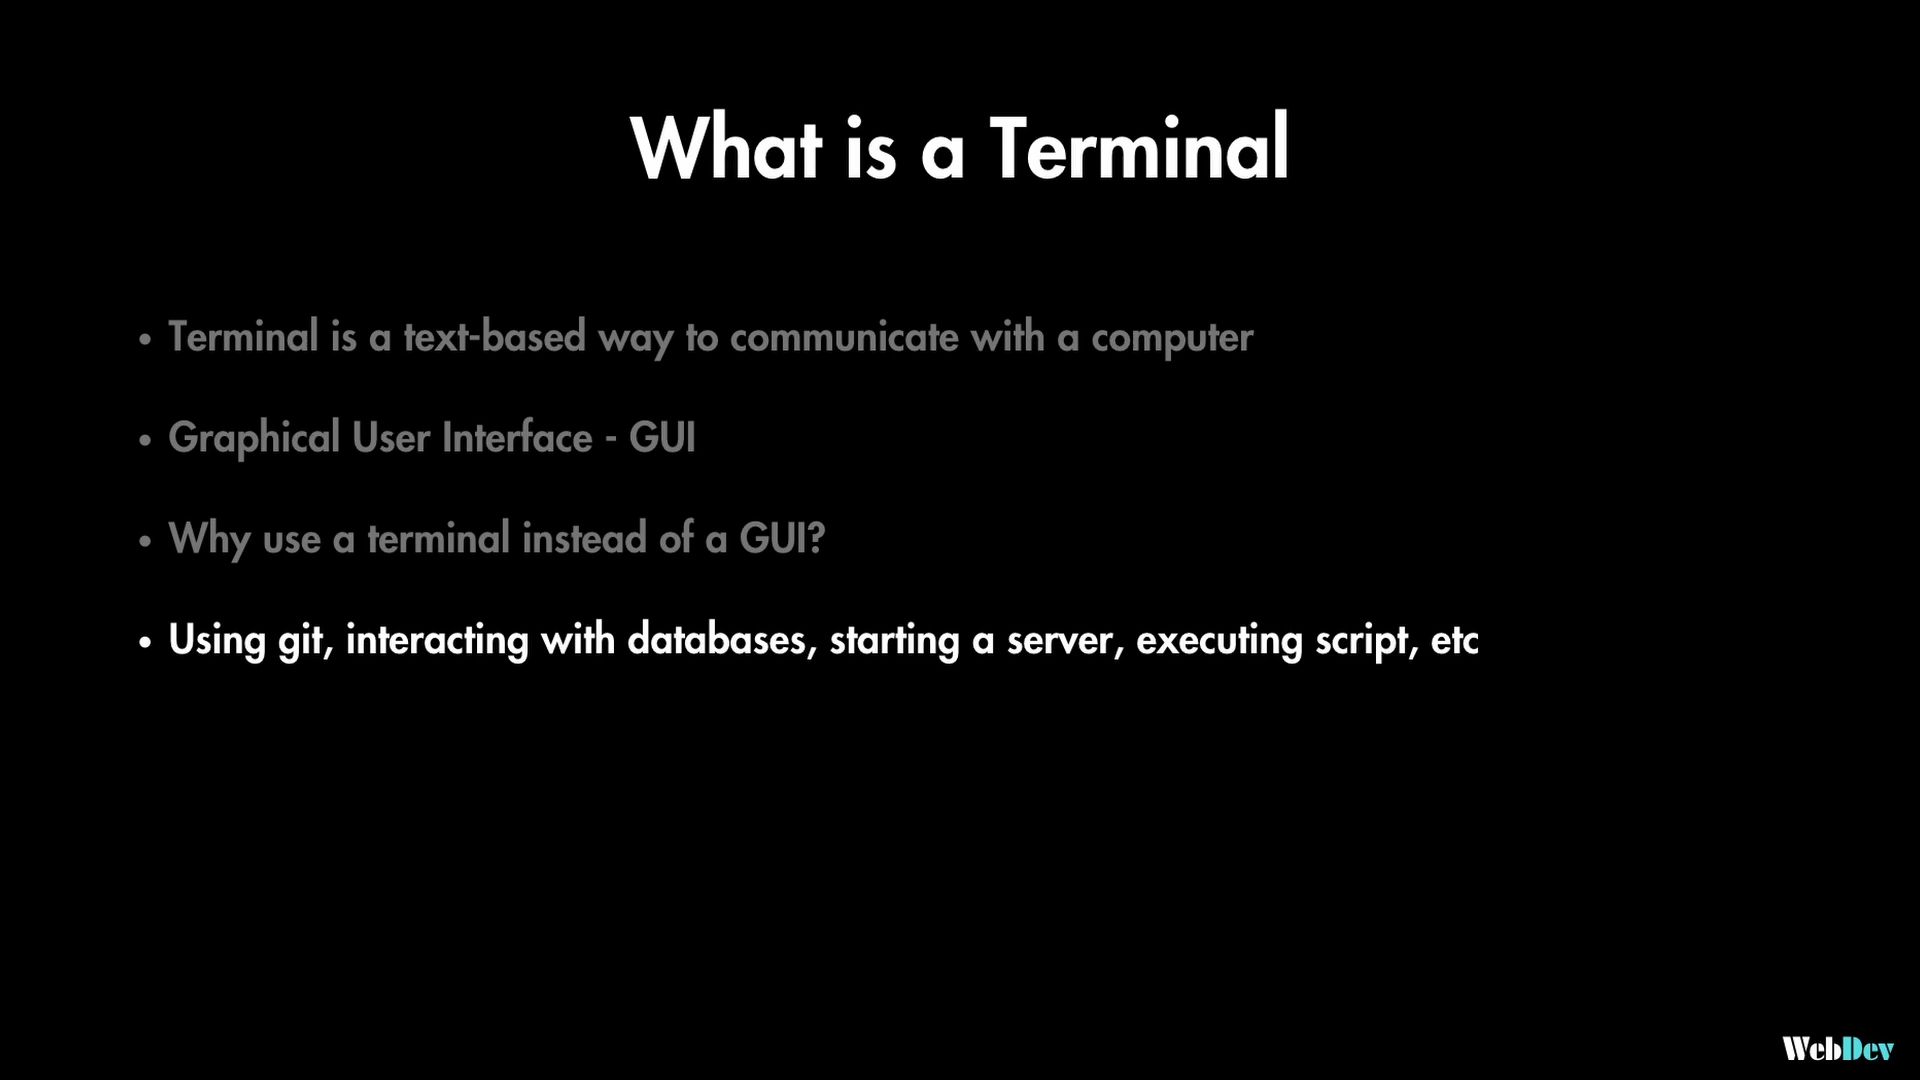 What is a Terminal
• Terminal is a text-based way to communicate with a computer
• Graphical User Interface - GUI
• Why use a terminal instead of a GUI?
• Using git, interacting with databases, starting a server, executing script, etc
WebDev